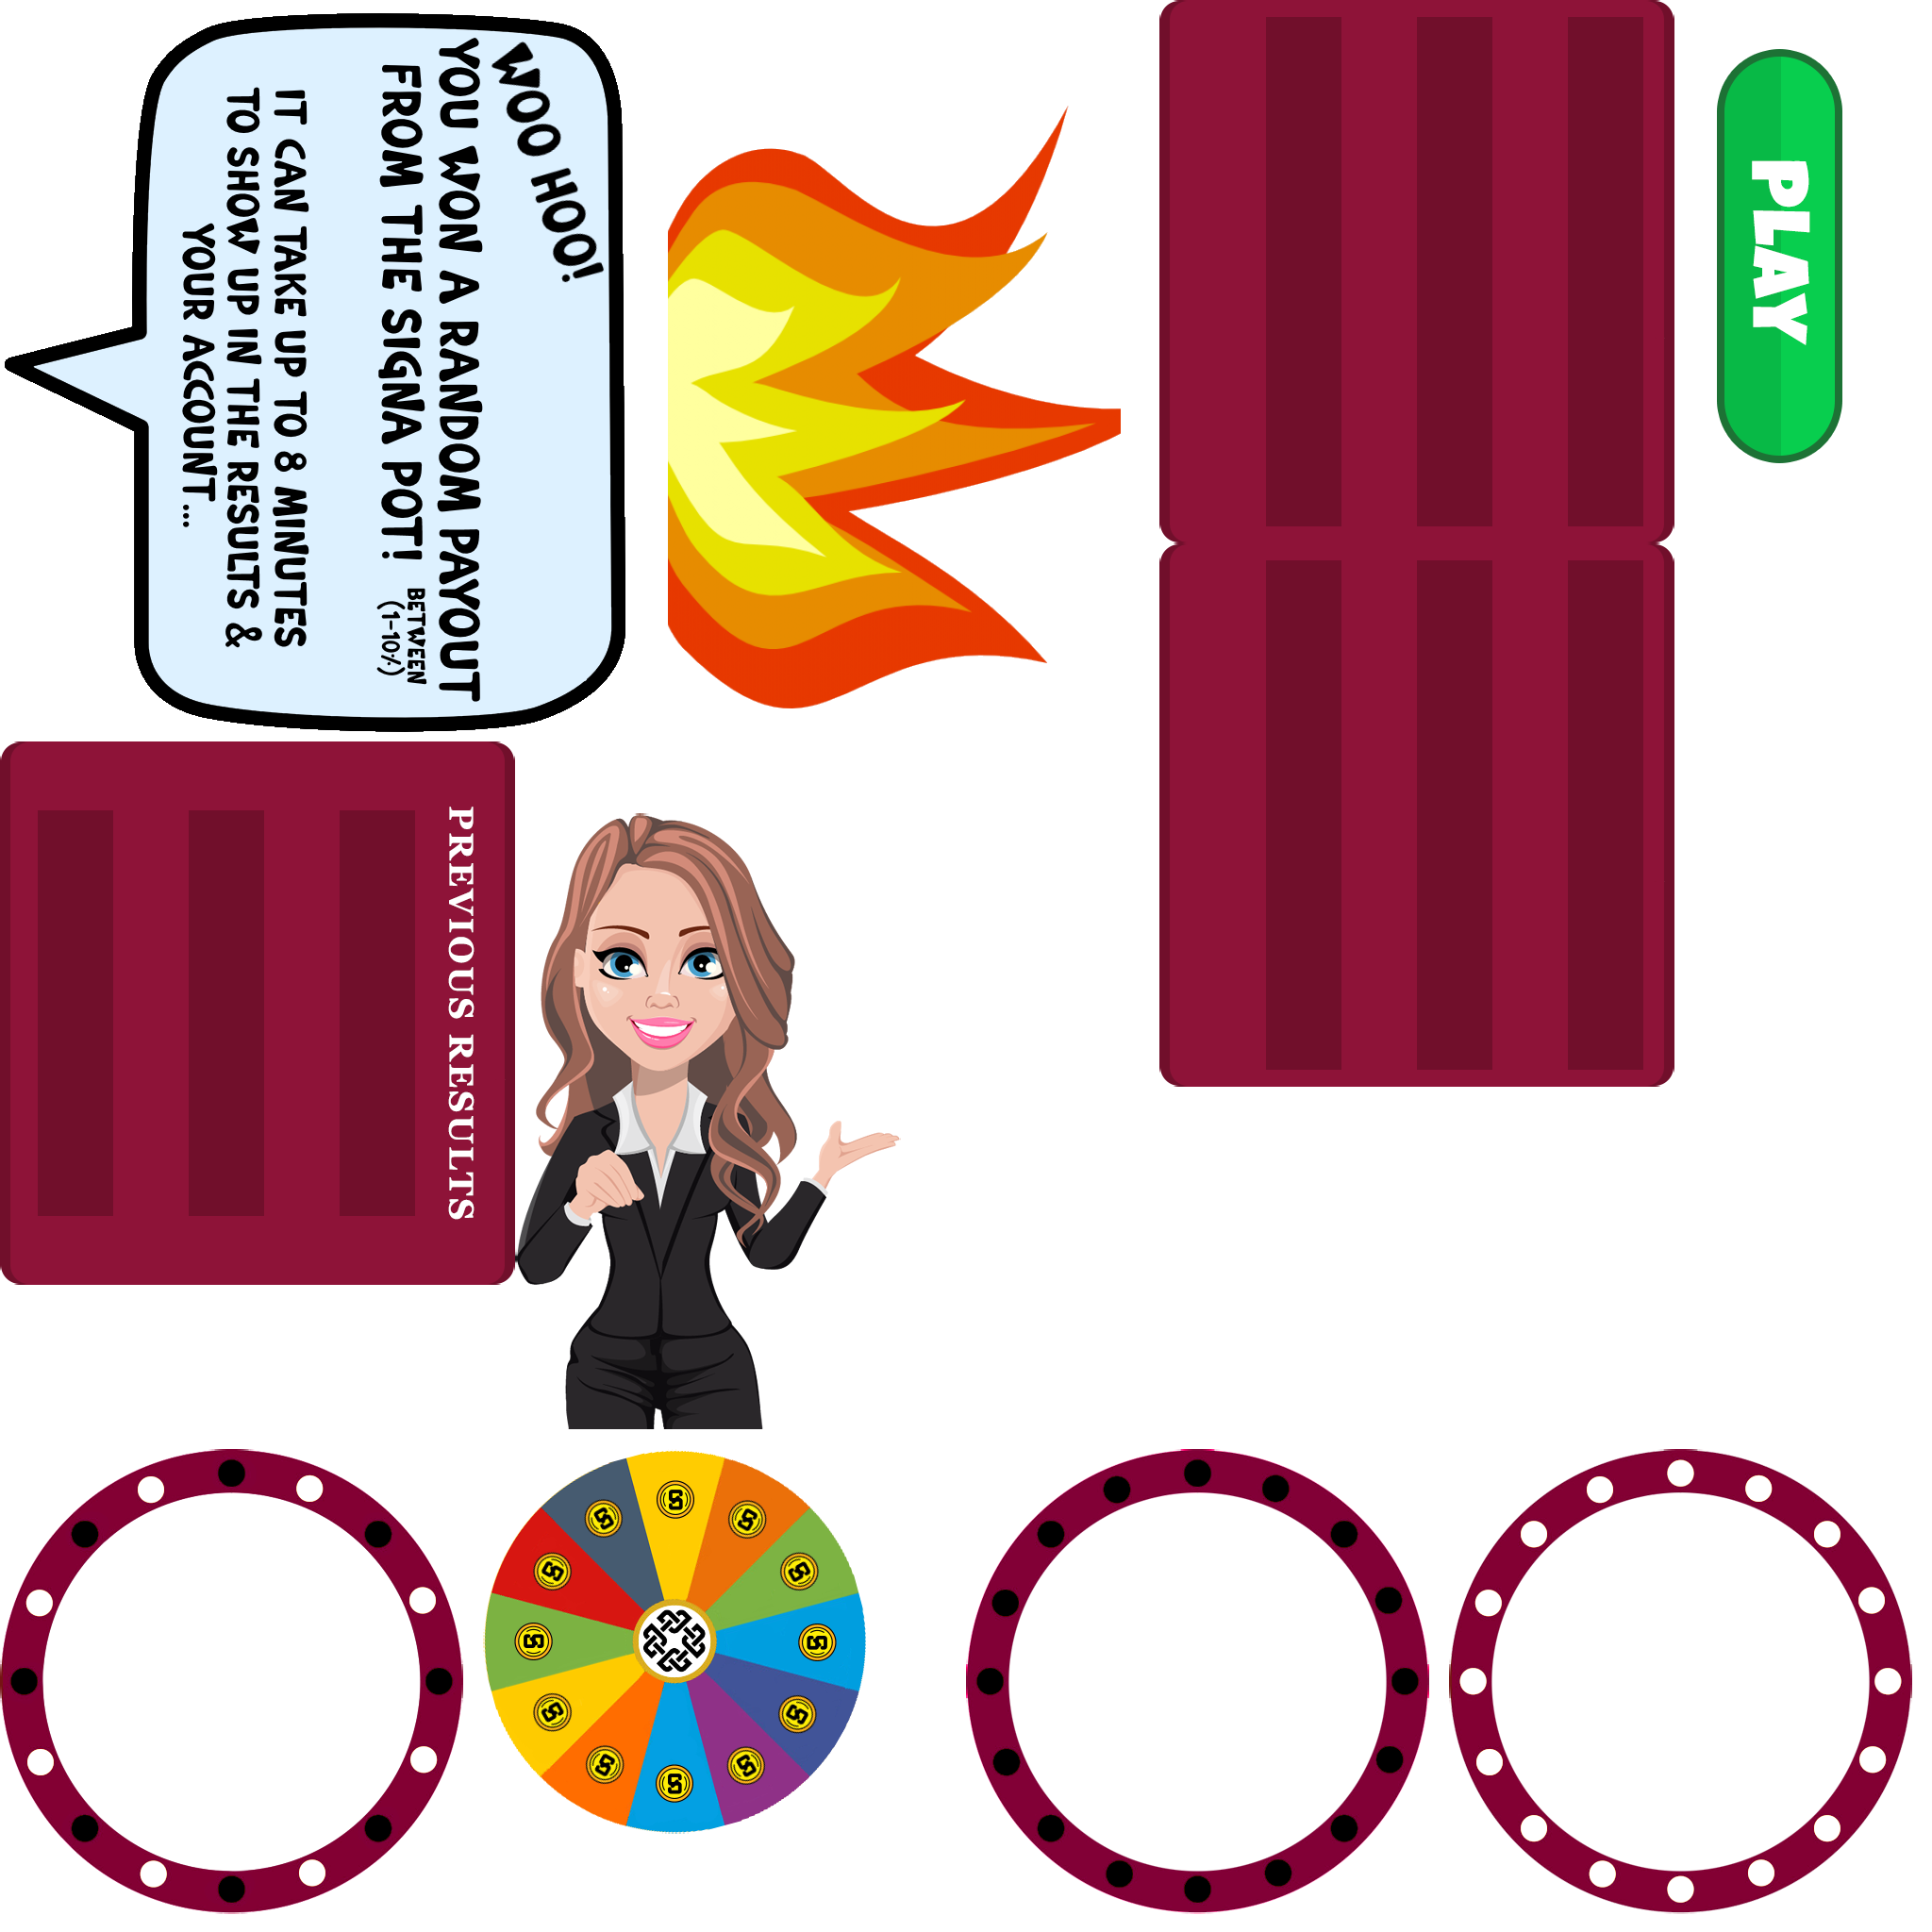 WOO HOO!
YOU WON A RANDOM PAYOUT
FROM THE SIGNA POT! BETWEEN
(1-10%)
IT CAN TAKE UP TO 8 MINUTES
TO SHOW UP IN THE RESULTS &
YOUR ACCOUNT...
PLAY
PREVIOUS RESULTS